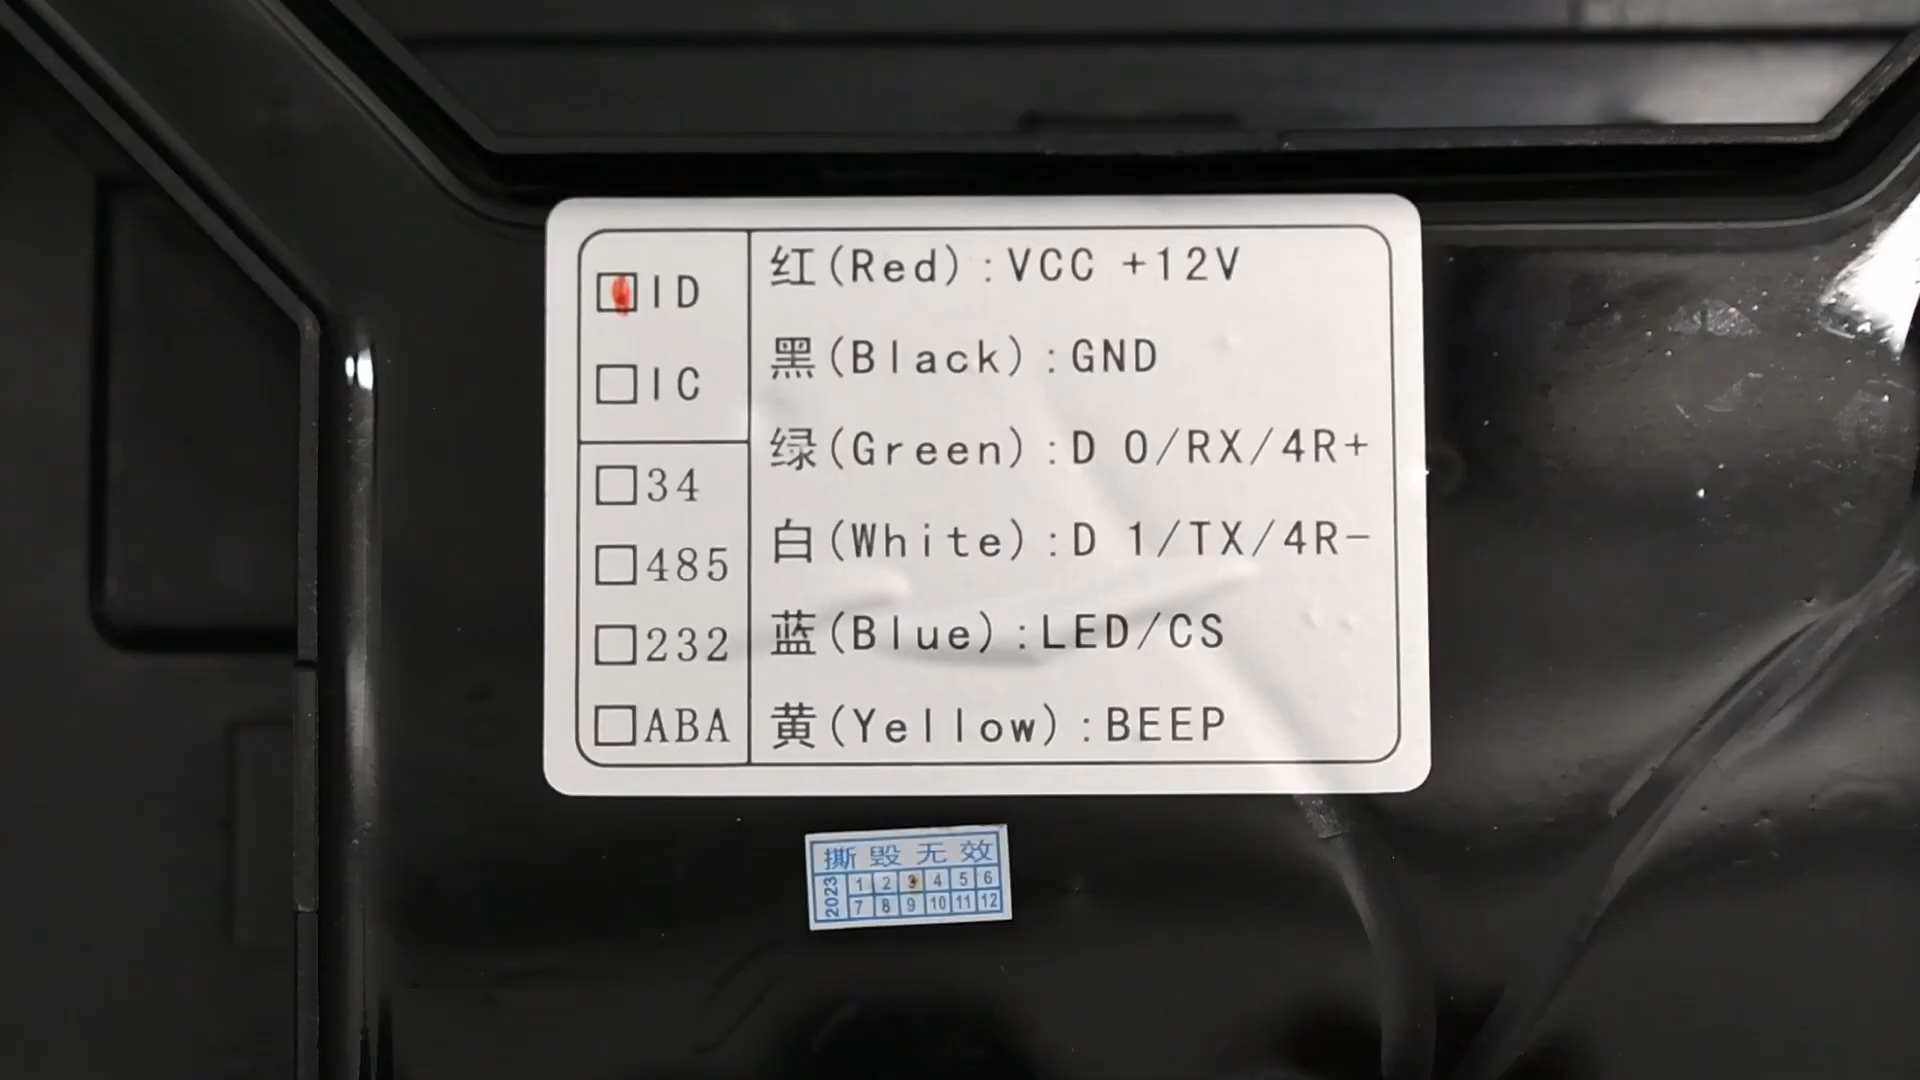 □ID
□IC
□34
□485
□232
□ABA
红(Red):VCC +12V
黑(Black):GND
绿(Green):D 0/RX/4R+
白(White):D 1/TX/4R-
蓝(Blue):LED/CS
黄(Yellow):BEEP
撕毁无效
2023
1 2 3 4 5 6
7 8 9 10 11 12